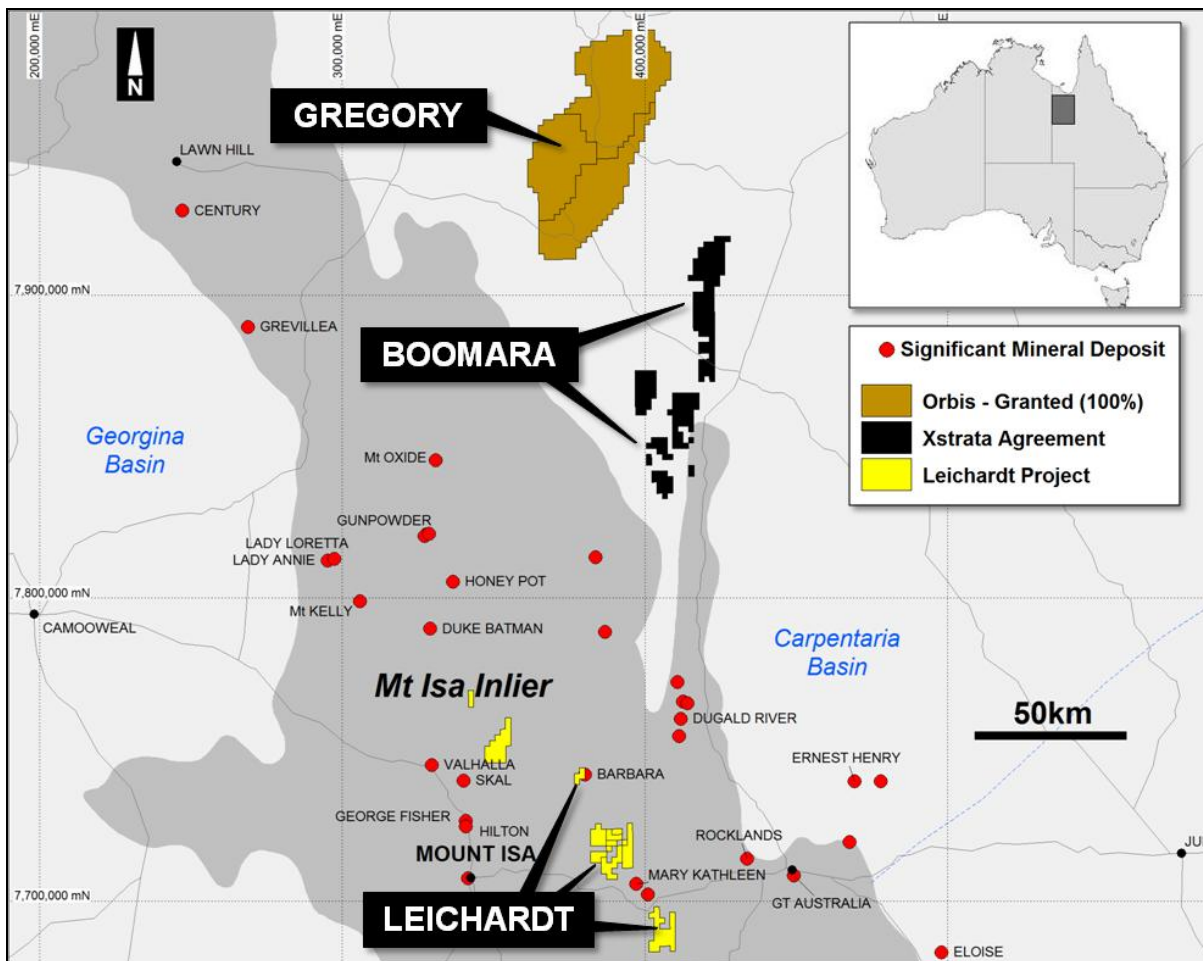 200,000 mE
300,000 mE
400,000 mE
N
GREGORY
LAWN HILL
CENTURY
7,900,000 mN
GREVILLEA
BOOMARA
Significant Mineral Deposit
Orbis - Granted (100%)
Xstrata Agreement
Leichardt Project
Georgina
Basin
Mt OXIDE
GUNPOWDER
LADY LORETTA
LADY ANNIE
HONEY POT
Mt KELLY
7,800,000 mN
CAMOOWEAL
DUKE BATMAN
Carpentaria
Basin
Mt Isa Inlier
50km
DUGALD RIVER
ERNEST HENRY
VALHALLA
SKAL
BARBARA
GEORGE FISHER
HILTON
MOUNT ISA
ROCKLANDS
MARY KATHLEEN
7,700,000 mN
LEICHARDT
GT AUSTRALIA
ELOISE